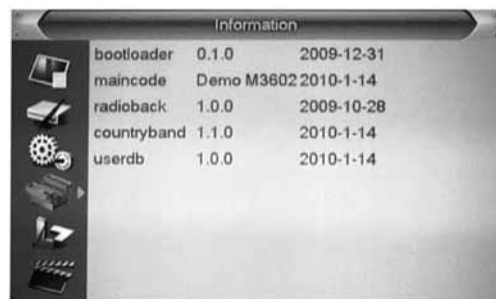 Information
bootloader 0.1.0 2009-12-31
maincode Demo M3602 2010-1-14
radioback 1.0.0 2009-10-28
countryband 1.1.0 2010-1-14
userdb 1.0.0 2010-1-14